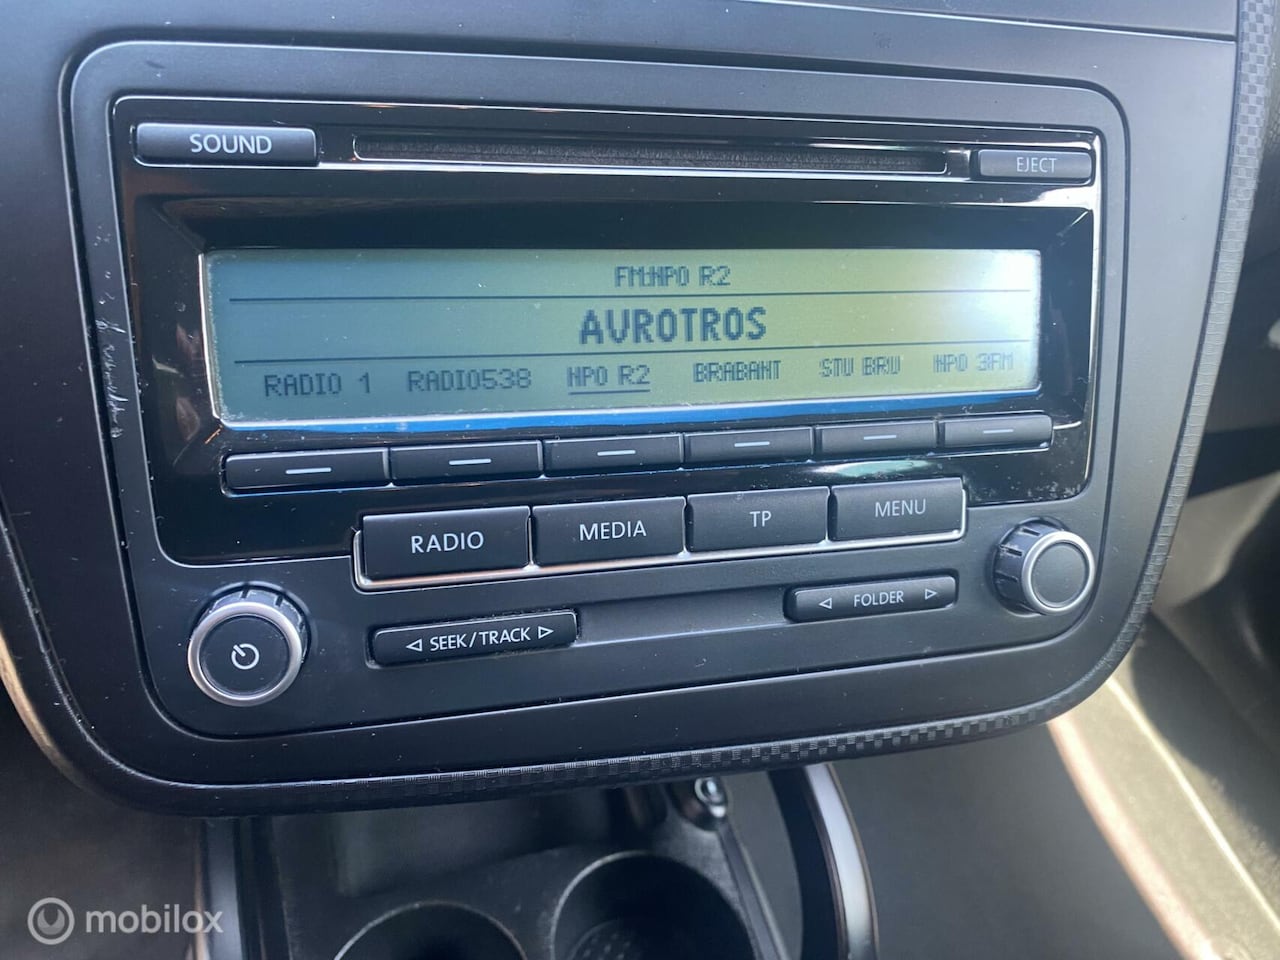 SOUND
EJECT
FM:NPO R2
AVROTROS
RADIO 1 RADIO538 NPO R2 BRABANT STU BRU NPO 3FM
RADIO MEDIA TP MENU
SEEK/TRACK FOLDER
mobilox